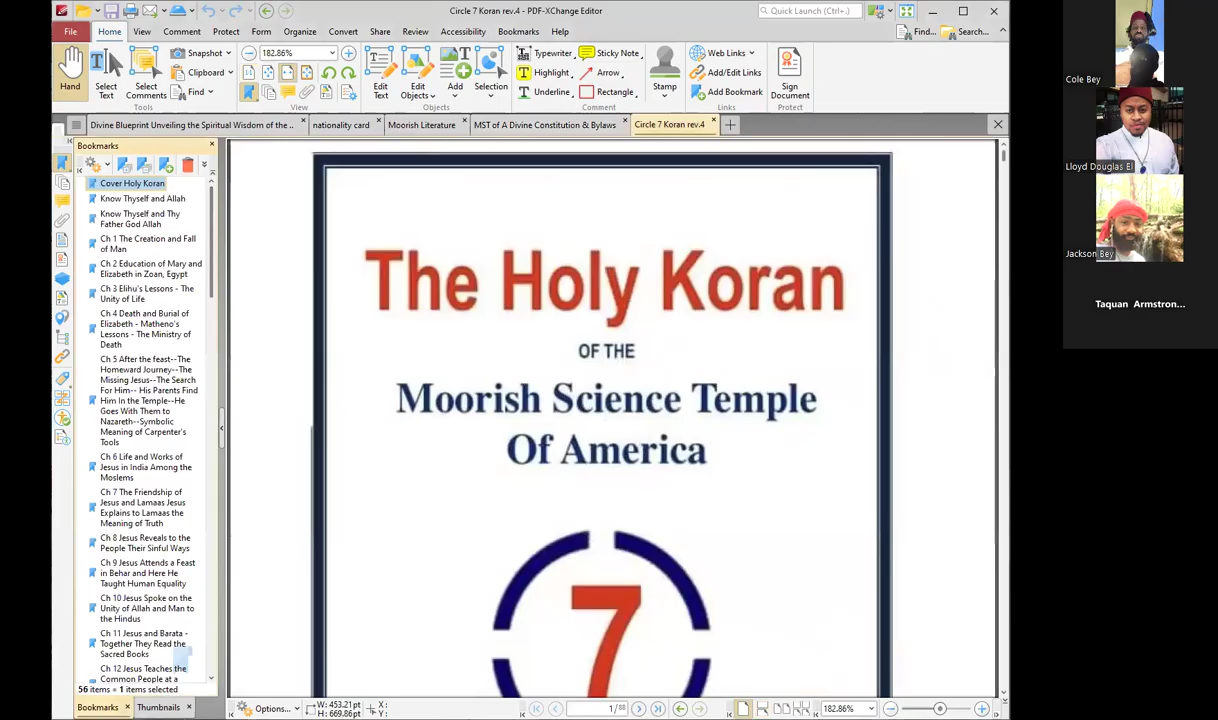 Circle 7 Koran rev.4 - PDF-XChange Editor
Quick Launch (Ctrl+.)
File
Home
View
Comment
Protect
Form
Organize
Convert
Share
Review
Accessibility
Bookmarks
Help
Find...
Search...
Hand
Select
Text
Select
Comments
Snapshot
Clipboard
Find
Tools
182.86%
View
Edit
Text
Edit
Objects
Add
Selection
Objects
Typewriter
Highlight
Underline
Sticky Note
Arrow
Rectangle
Stamp
Comment
Web Links
Add/Edit Links
Add Bookmark
Links
Sign
Document
Protect
Divine Blueprint Unveiling the Spiritual Wisdom of the...
nationality card
Moorish Literature
MST of A Divine Constitution & Bylaws
Circle 7 Koran rev.4
Bookmarks
Cover Holy Koran
Know Thyself and Allah
Know Thyself and Thy
Father God Allah
Ch 1 The Creation and Fall
of Man
Ch 2 Education of Mary and
Elizabeth in Zoan, Egypt
Ch 3 Elihu's Lessons - The
Unity of Life
Ch 4 Death and Burial of
Elizabeth - Matheno's
Lessons - The Ministry of
Death
Ch 5 After the feast--The
Homeward Journey--The
Missing Jesus--The Search
For Him-- His Parents Find
Him In the Temple--He
Goes With Them to
Nazareth--Symbolic
Meaning of Carpenter's
Tools
Ch 6 Life and Works of
Jesus in India Among the
Moslems
Ch 7 The Friendship of
Jesus and Lamaas Jesus
Explains to Lamaas the
Meaning of Truth
Ch 8 Jesus Reveals to the
People Their Sinful Ways
Ch 9 Jesus Attends a Feast
in Behar and Here He
Taught Human Equality
Ch 10 Jesus Spoke on the
Unity of Allah and Man to
the Hindus
Ch 11 Jesus and Barata -
Together They Read the
Sacred Books
Ch 12 Jesus Teaches the
Common People at a
56 items • 1 items selected
Bookmarks
Thumbnails
The Holy Koran
OF THE
Moorish Science Temple
Of America
7
Options...
W: 453.21pt
H: 669.86pt
X:
Y:
1/88
182.86%
Cole Bey
Lloyd Douglas El
Jackson Bey
Taquan Armstron...